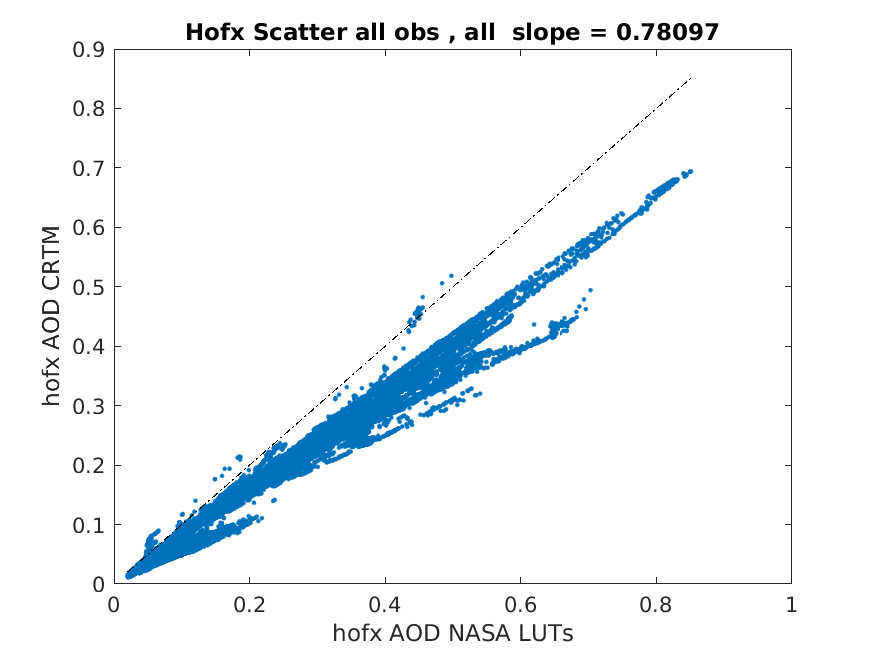 Hofx Scatter all obs , all  slope = 0.78097
0.9
0.8
0.7
0.6
0.5
0.4
0.3
0.2
0.1
0
0 0.2 0.4 0.6 0.8 1
hofx AOD CRTM
hofx AOD NASA LUTs